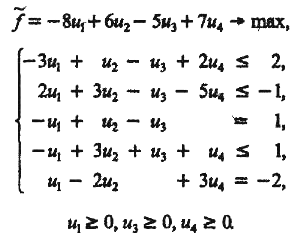 f̃ = −8u₁+6u₂− 5u₃ + 7u₄ → max,
−3u₁ + u₂ − u₃ + 2u₄ ≤ 2,
2u₁ + 3u₂ − u₃ − 5u₄ ≤ −1,
−u₁ + u₂ − u₃ = 1,
−u₁ + 3u₂ + u₃ + u₄ ≤ 1,
u₁ − 2u₂ + 3u₄ = −2,
u₁ ≥ 0, u₃ ≥ 0, u₄ ≥ 0.